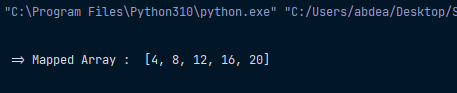 "C:\Program Files\Python310\python.exe" "C:/Users/abdea/Desktop/S
=> Mapped Array :  [4, 8, 12, 16, 20]